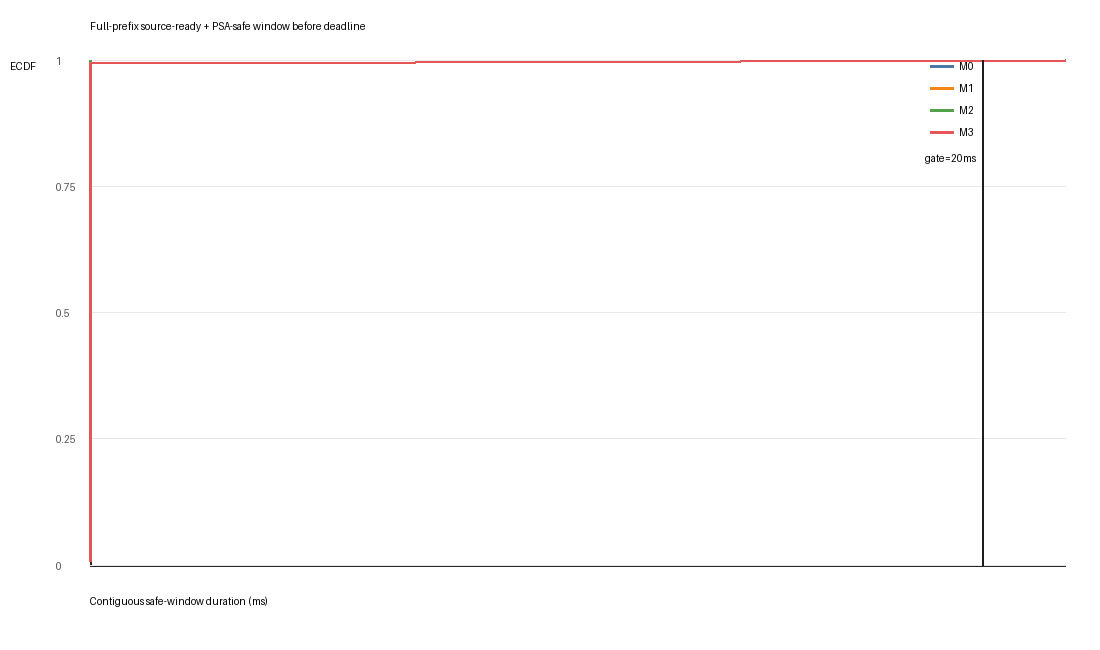 Full-prefix source-ready + PSA-safe window before deadline
ECDF
1
M0
M1
M2
M3
gate=20ms
0.75
0.5
0.25
0
Contiguous safe-window duration (ms)